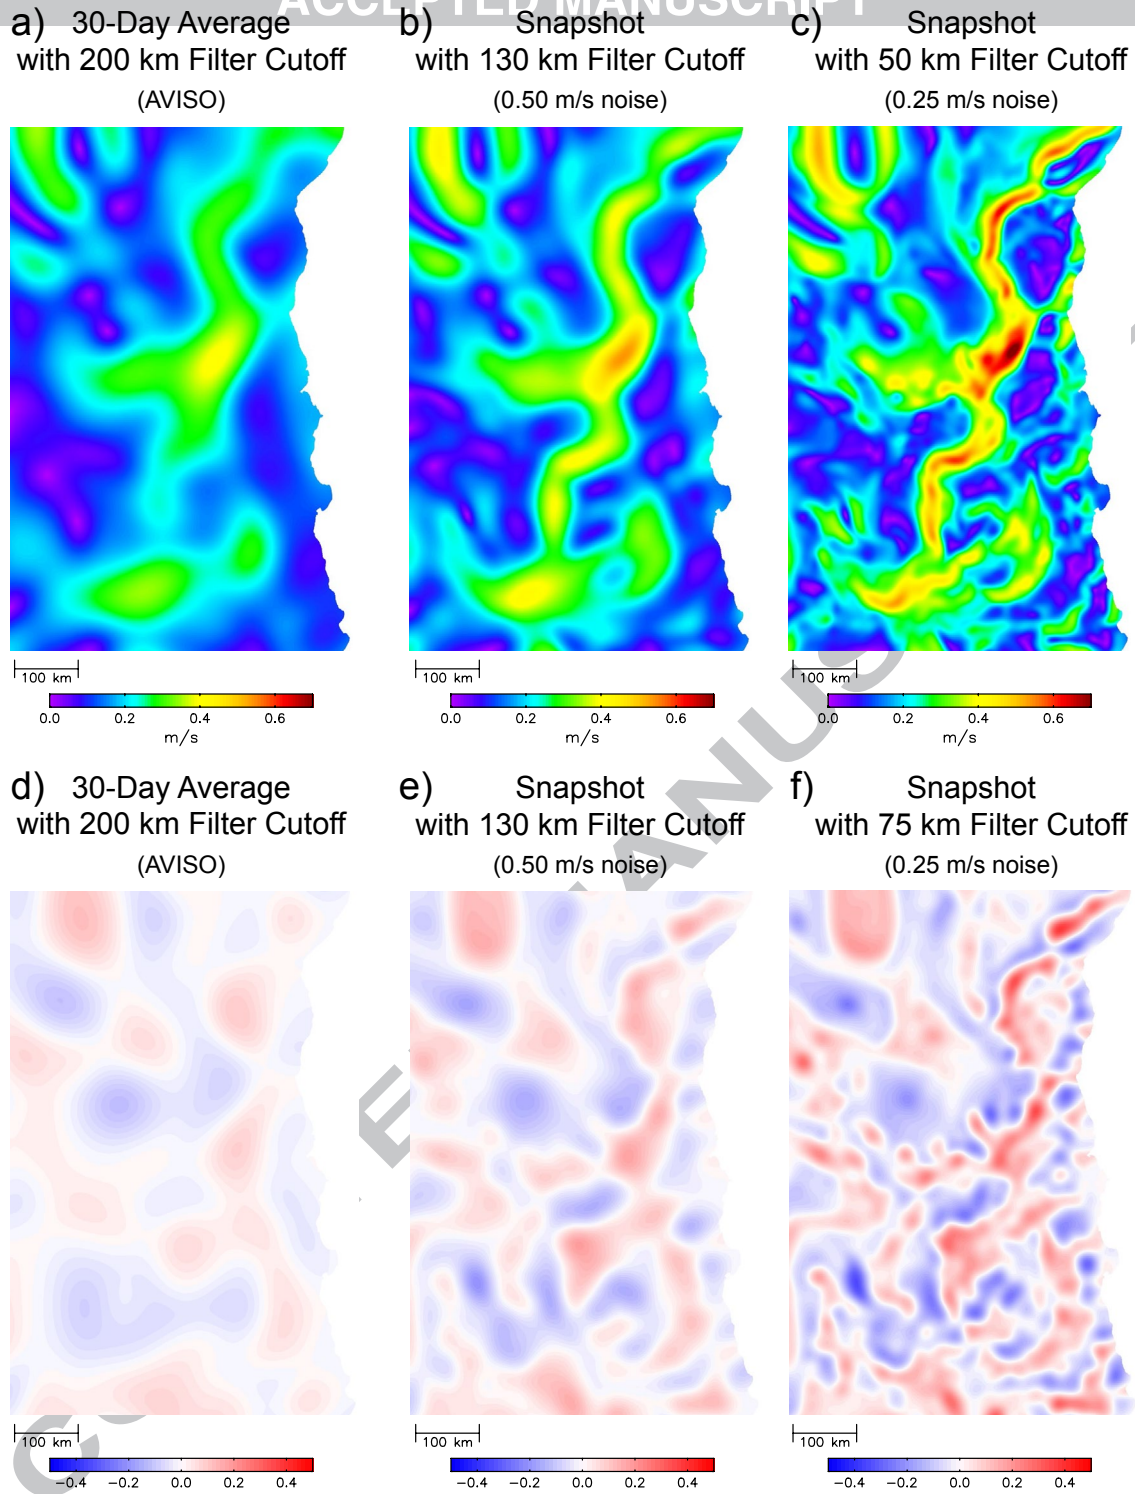 ACCEPTED MANUSCRIPT
a) 30-Day Average
with 200 km Filter Cutoff
(AVISO)
b) Snapshot
with 130 km Filter Cutoff
(0.50 m/s noise)
c) Snapshot
with 50 km Filter Cutoff
(0.25 m/s noise)
100 km
0.0 0.2 0.4 0.6
m/s
100 km
0.0 0.2 0.4 0.6
m/s
100 km
0.0 0.2 0.4 0.6
m/s
d) 30-Day Average
with 200 km Filter Cutoff
(AVISO)
e) Snapshot
with 130 km Filter Cutoff
(0.50 m/s noise)
f) Snapshot
with 75 km Filter Cutoff
(0.25 m/s noise)
100 km
−0.4 −0.2 0.0 0.2 0.4
100 km
−0.4 −0.2 0.0 0.2 0.4
100 km
−0.4 −0.2 0.0 0.2 0.4